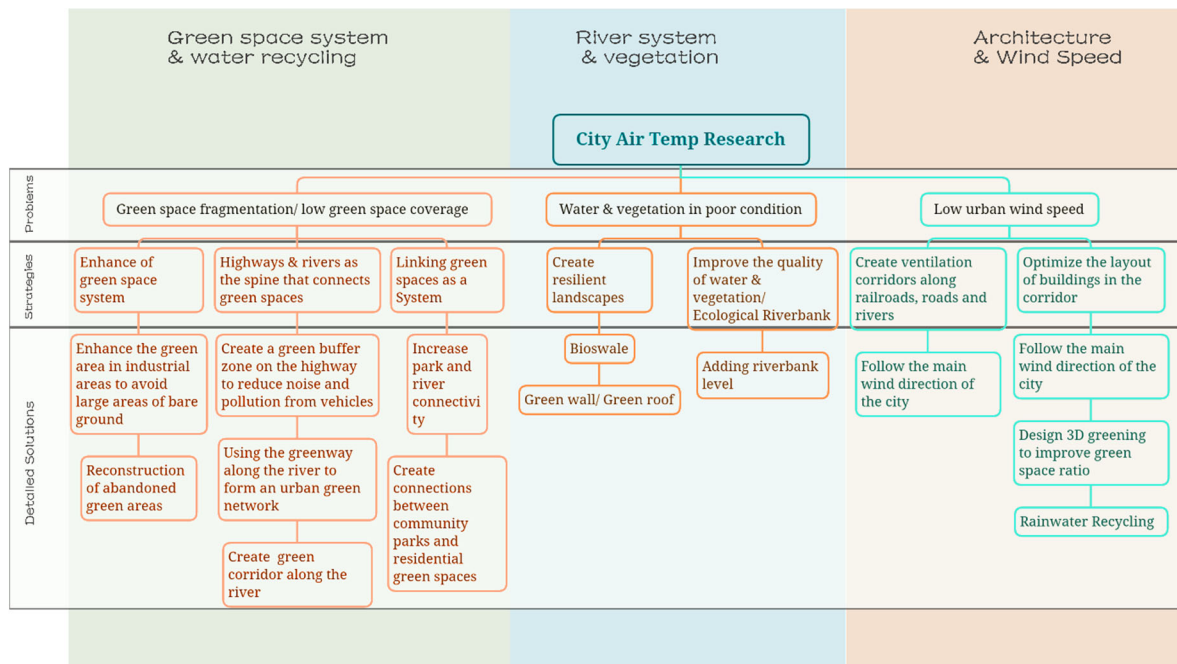 Green space system
& water recycling
River system
& vegetation
Architecture
& Wind Speed
City Air Temp Research
Problems
Green space fragmentation/ low green space coverage
Water & vegetation in poor condition
Low urban wind speed
Strategles
Enhance of
green space
system
Highways & rivers as
the spine that connects
green spaces
Linking green
spaces as a
System
Create
resilient
landscapes
Improve the quality
of water &
vegetation/
Ecological Riverbank
Create ventilation
corridors along
railroads, roads and
rivers
Optimize the layout
of buildings in the
corridor
Detailed Solutions
Enhance the green
area in industrial
areas to avoid
large areas of bare
ground
Reconstruction
of abandoned
green areas
Create a green buffer
zone on the highway
to reduce noise and
pollution from vehicles
Using the greenway
along the river to
form an urban green
network
Create green
corridor along the
river
Increase
park and
river
connectivi
ty
Create
connections
between
community
parks and
residential
green spaces
Bioswale
Green wall/ Green roof
Adding riverbank
level
Follow the main
wind direction of
the city
Follow the main
wind direction of the
city
Design 3D greening
to improve green
space ratio
Rainwater Recycling